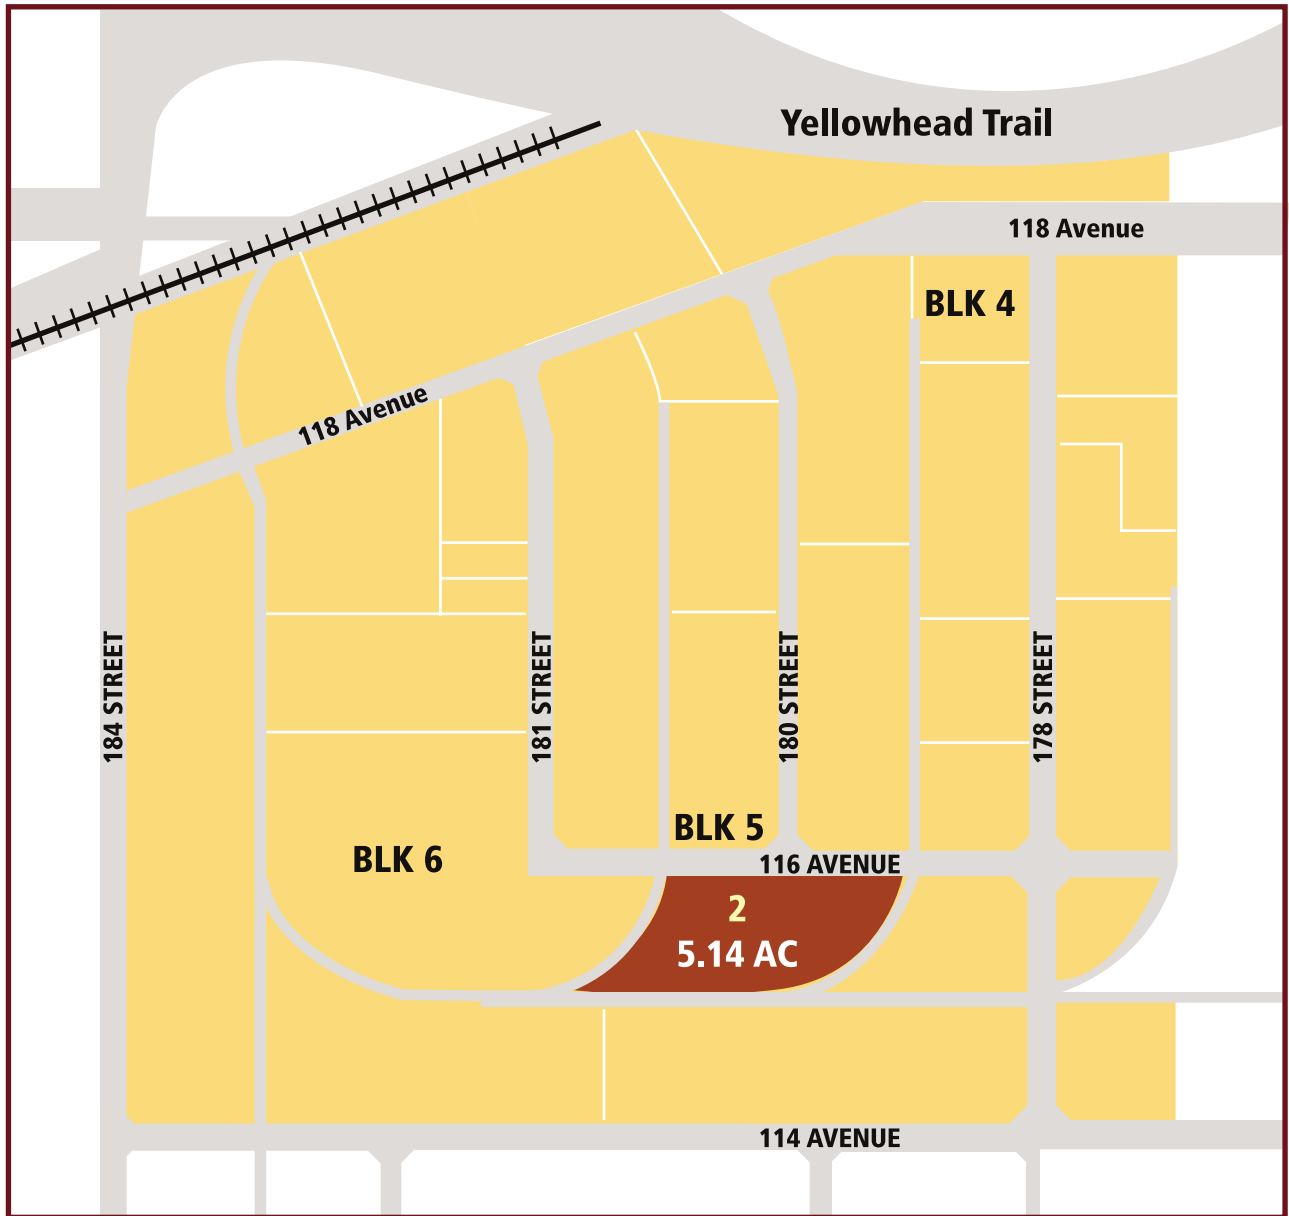 Yellowhead Trail
118 Avenue
BLK 4
118 Avenue
184 STREET
181 STREET
180 STREET
178 STREET
BLK 5
BLK 6
116 AVENUE
2
5.14 AC
114 AVENUE